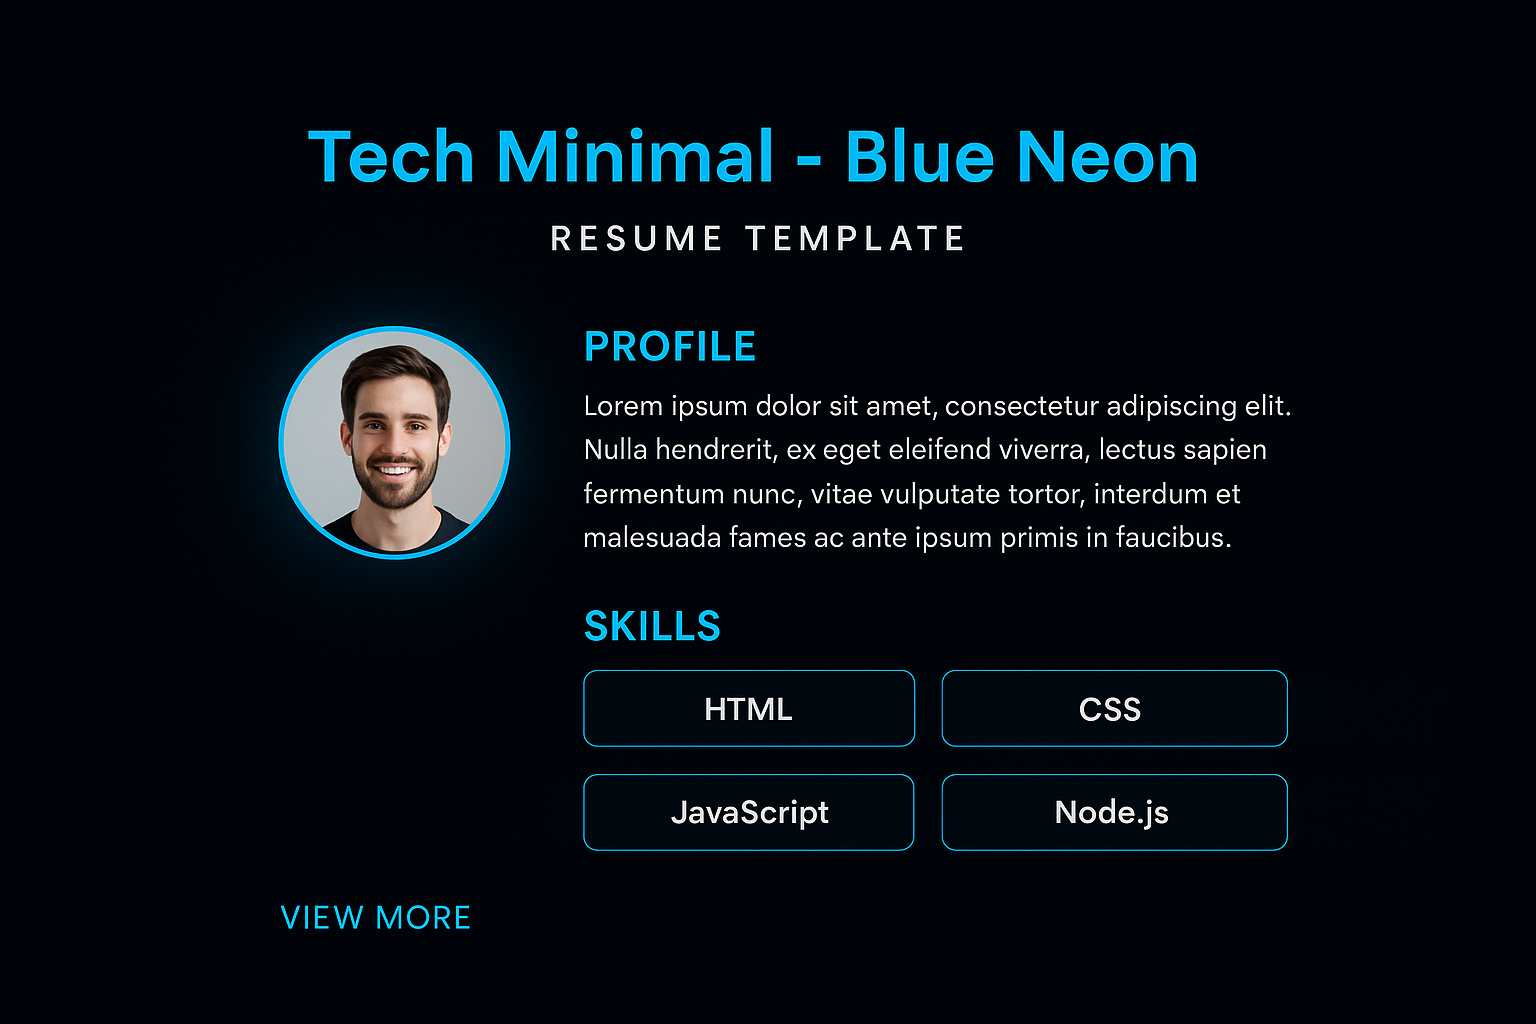 Tech Minimal - Blue Neon
RESUME TEMPLATE
PROFILE
Lorem ipsum dolor sit amet, consectetur adipiscing elit.
Nulla hendrerit, ex eget eleifend viverra, lectus sapien
fermentum nunc, vitae vulputate tortor, interdum et
malesuada fames ac ante ipsum primis in faucibus.
SKILLS
HTML
CSS
JavaScript
Node.js
VIEW MORE